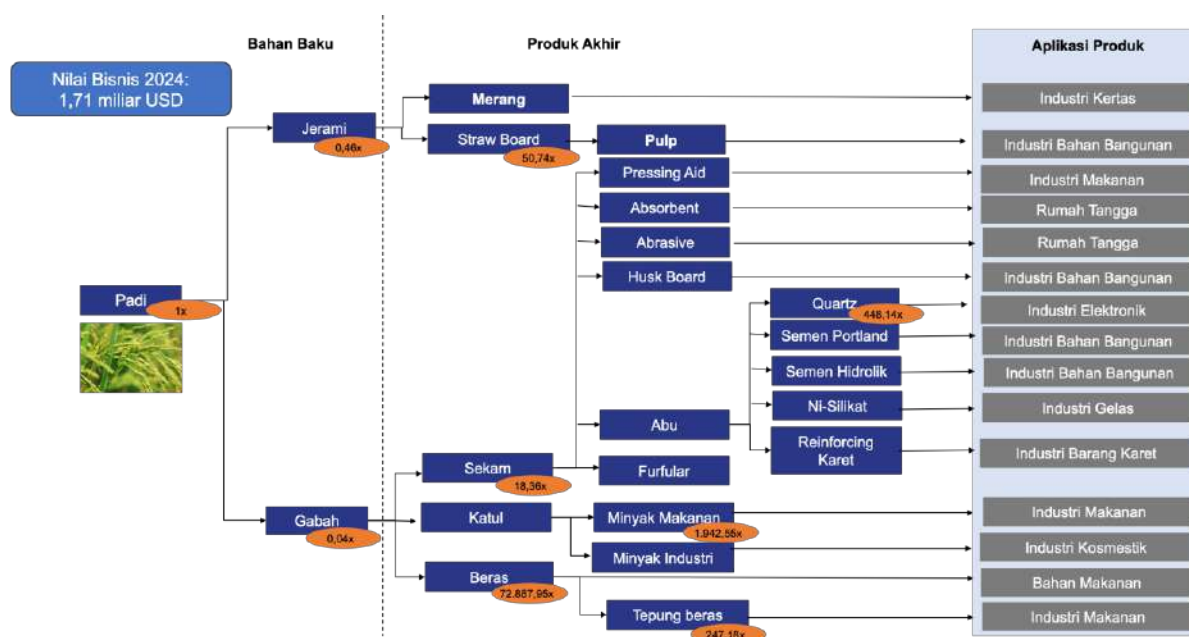 Bahan Baku
Produk Akhir
Aplikasi Produk
Nilai Bisnis 2024:
1,71 miliar USD
Merang
Industri Kertas
Jerami
0,46x
Straw Board
50,74x
Pulp
Industri Bahan Bangunan
Pressing Aid
Industri Makanan
Absorbent
Rumah Tangga
Abrasive
Rumah Tangga
Husk Board
Industri Bahan Bangunan
Padi
1x
Quartz
448,14x
Industri Elektronik
Semen Portland
Industri Bahan Bangunan
Semen Hidrolik
Industri Bahan Bangunan
Abu
Ni-Silikat
Industri Gelas
Reinforcing
Karet
Industri Barang Karet
Sekam
18,36x
Furfular
Gabah
0,04x
Katul
Minyak Makanan
1.942,55x
Industri Makanan
Minyak Industri
Industri Kosmestik
Beras
72.887,95x
Bahan Makanan
Tepung beras
247,18x
Industri Makanan